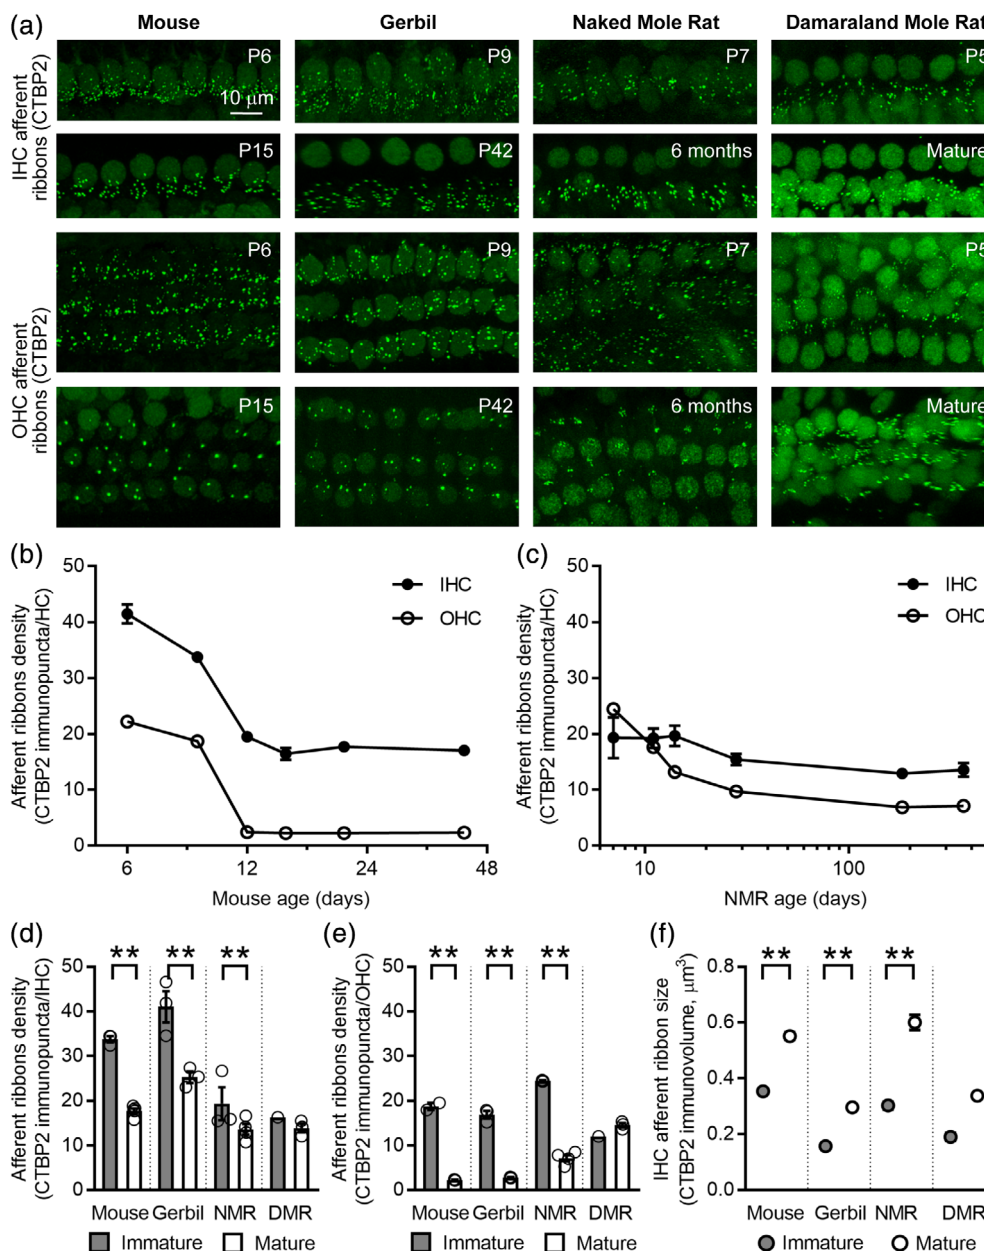 (a)
Mouse
Gerbil
Naked Mole Rat
Damaraland Mole Rat
IHC afferent
ribbons (CTBP2)
P6
10 μm
P9
P7
P5
P15
P42
6 months
Mature
OHC afferent
ribbons (CTBP2)
P6
P9
P7
P5
P15
P42
6 months
Mature
(b)
Afferent ribbons density
(CTBP2 immunopuncta/HC)
50
40
30
20
10
0
IHC
OHC
6
12
24
48
Mouse age (days)
(c)
Afferent ribbons density
(CTBP2 immunopuncta/HC)
50
40
30
20
10
0
IHC
OHC
10
100
NMR age (days)
(d)
Afferent ribbons density
(CTBP2 immunopuncta/IHC)
50
40
30
20
10
0
**
**
**
Mouse
Gerbil
NMR
DMR
Immature
Mature
(e)
Afferent ribbons density
(CTBP2 immunopuncta/OHC)
50
40
30
20
10
0
**
**
**
Mouse
Gerbil
NMR
DMR
Immature
Mature
(f)
IHC afferent ribbon size
(CTBP2 immunovolume, μm³)
0.8
0.6
0.4
0.2
0.0
**
**
**
Mouse
Gerbil
NMR
DMR
Immature
Mature